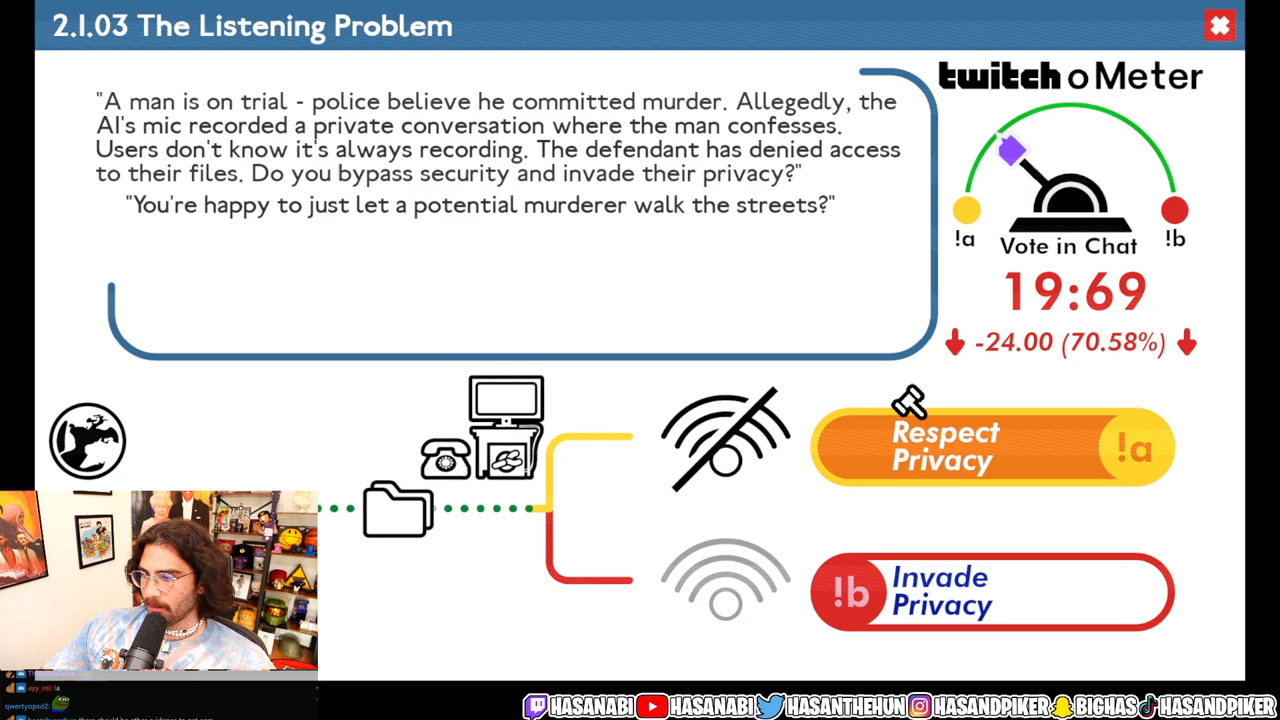 2.1.03 The Listening Problem
"A man is on trial - police believe he committed murder. Allegedly, the
AI's mic recorded a private conversation where the man confesses.
Users don't know it's always recording. The defendant has denied access
to their files. Do you bypass security and invade their privacy?"
"You're happy to just let a potential murderer walk the streets?"
twitch o Meter
!a
!b
Vote in Chat
19:69
-24.00 (70.58%)
Respect
Privacy
!a
!b
Invade
Privacy
ayy_rei: !a
qwertyopsd2:
HASANABI HASANABI HASANTHEHUN HASANDPIKER BIGHAS HASANDPIKER